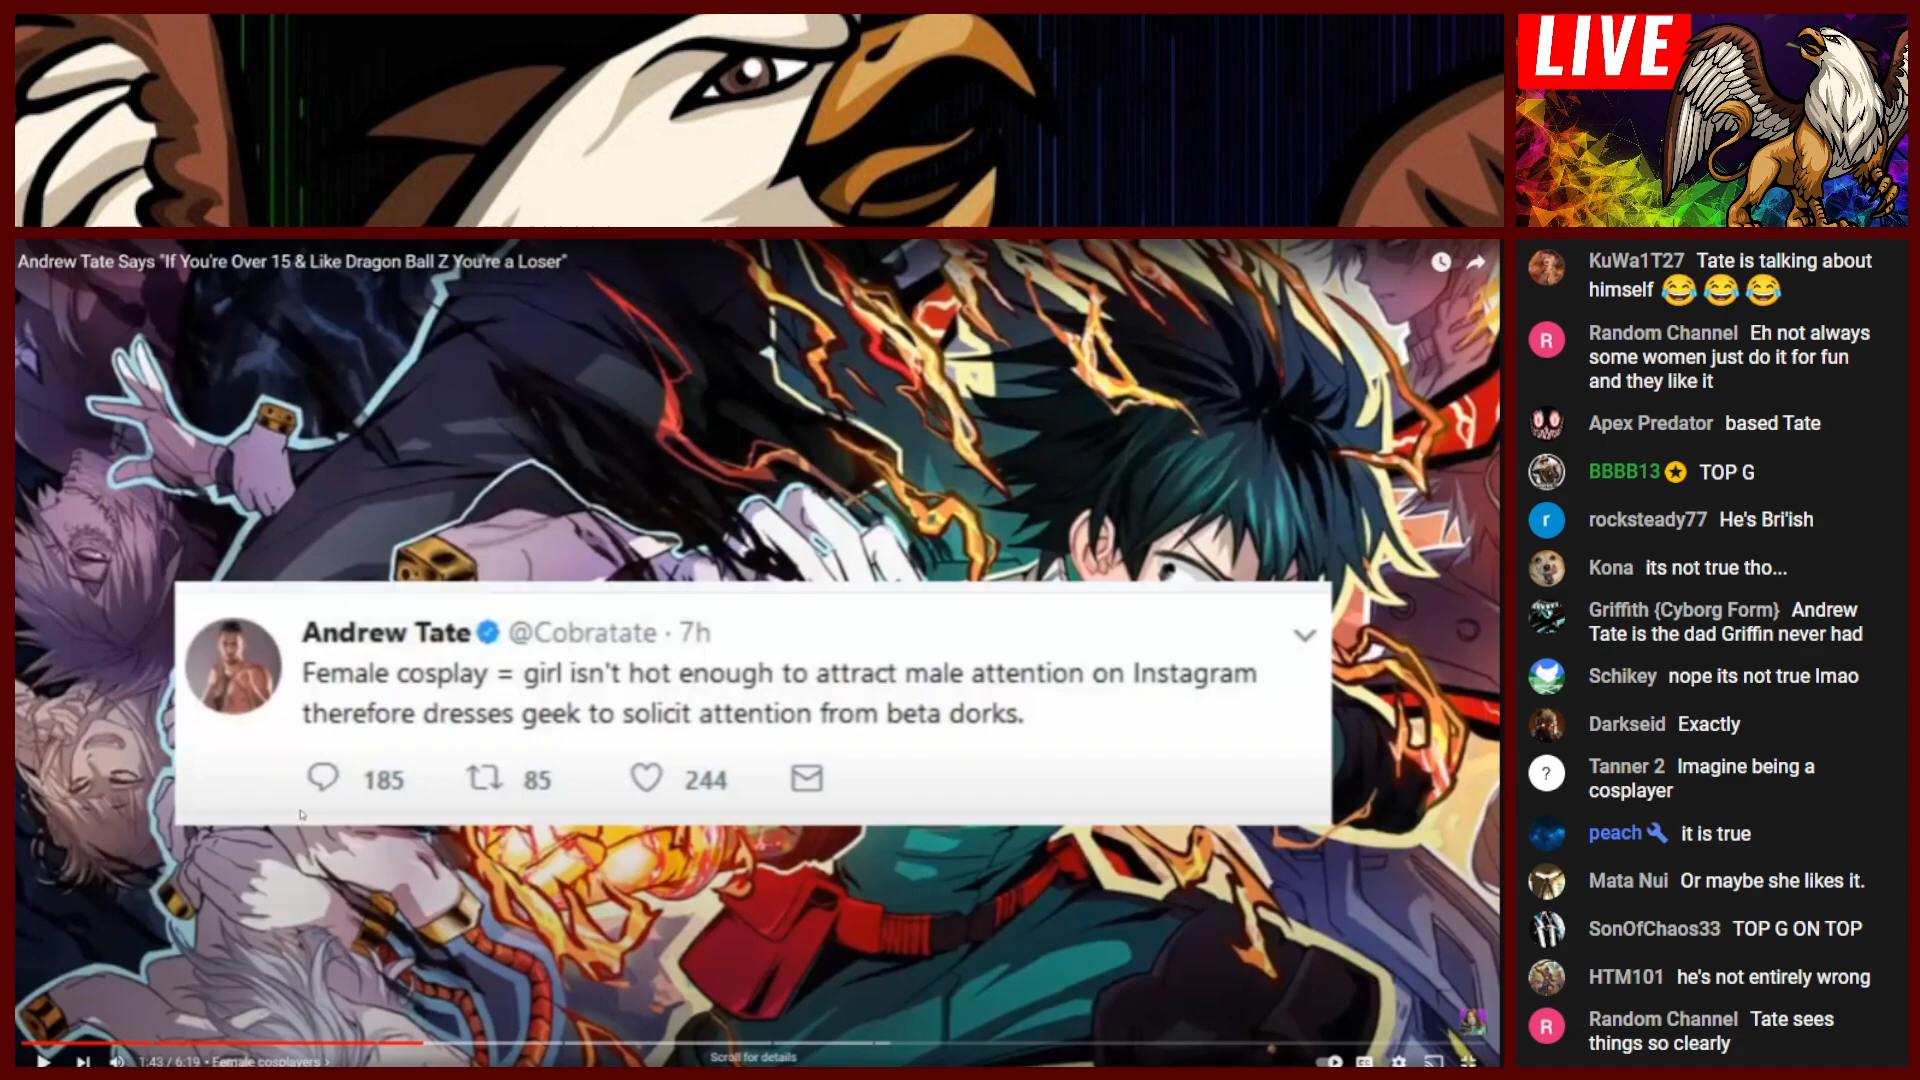 LIVE
Andrew Tate Says "If You're Over 15 & Like Dragon Ball Z You're a Loser"
Andrew Tate @Cobratate · 7h
Female cosplay = girl isn't hot enough to attract male attention on Instagram
therefore dresses geek to solicit attention from beta dorks.
185 85 244
Scroll for details
1:43 / 6:19 • Female cosplayers >
KuWa1T27 Tate is talking about
himself 😂😂😂
R
Random Channel Eh not always
some women just do it for fun
and they like it
Apex Predator based Tate
BBBB13 TOP G
r
rocksteady77 He's Bri'ish
Kona its not true tho...
Griffith {Cyborg Form} Andrew
Tate is the dad Griffin never had
Schikey nope its not true lmao
Darkseid Exactly
?
Tanner 2 Imagine being a
cosplayer
peach it is true
Mata Nui Or maybe she likes it.
SonOfChaos33 TOP G ON TOP
HTM101 he's not entirely wrong
R
Random Channel Tate sees
things so clearly